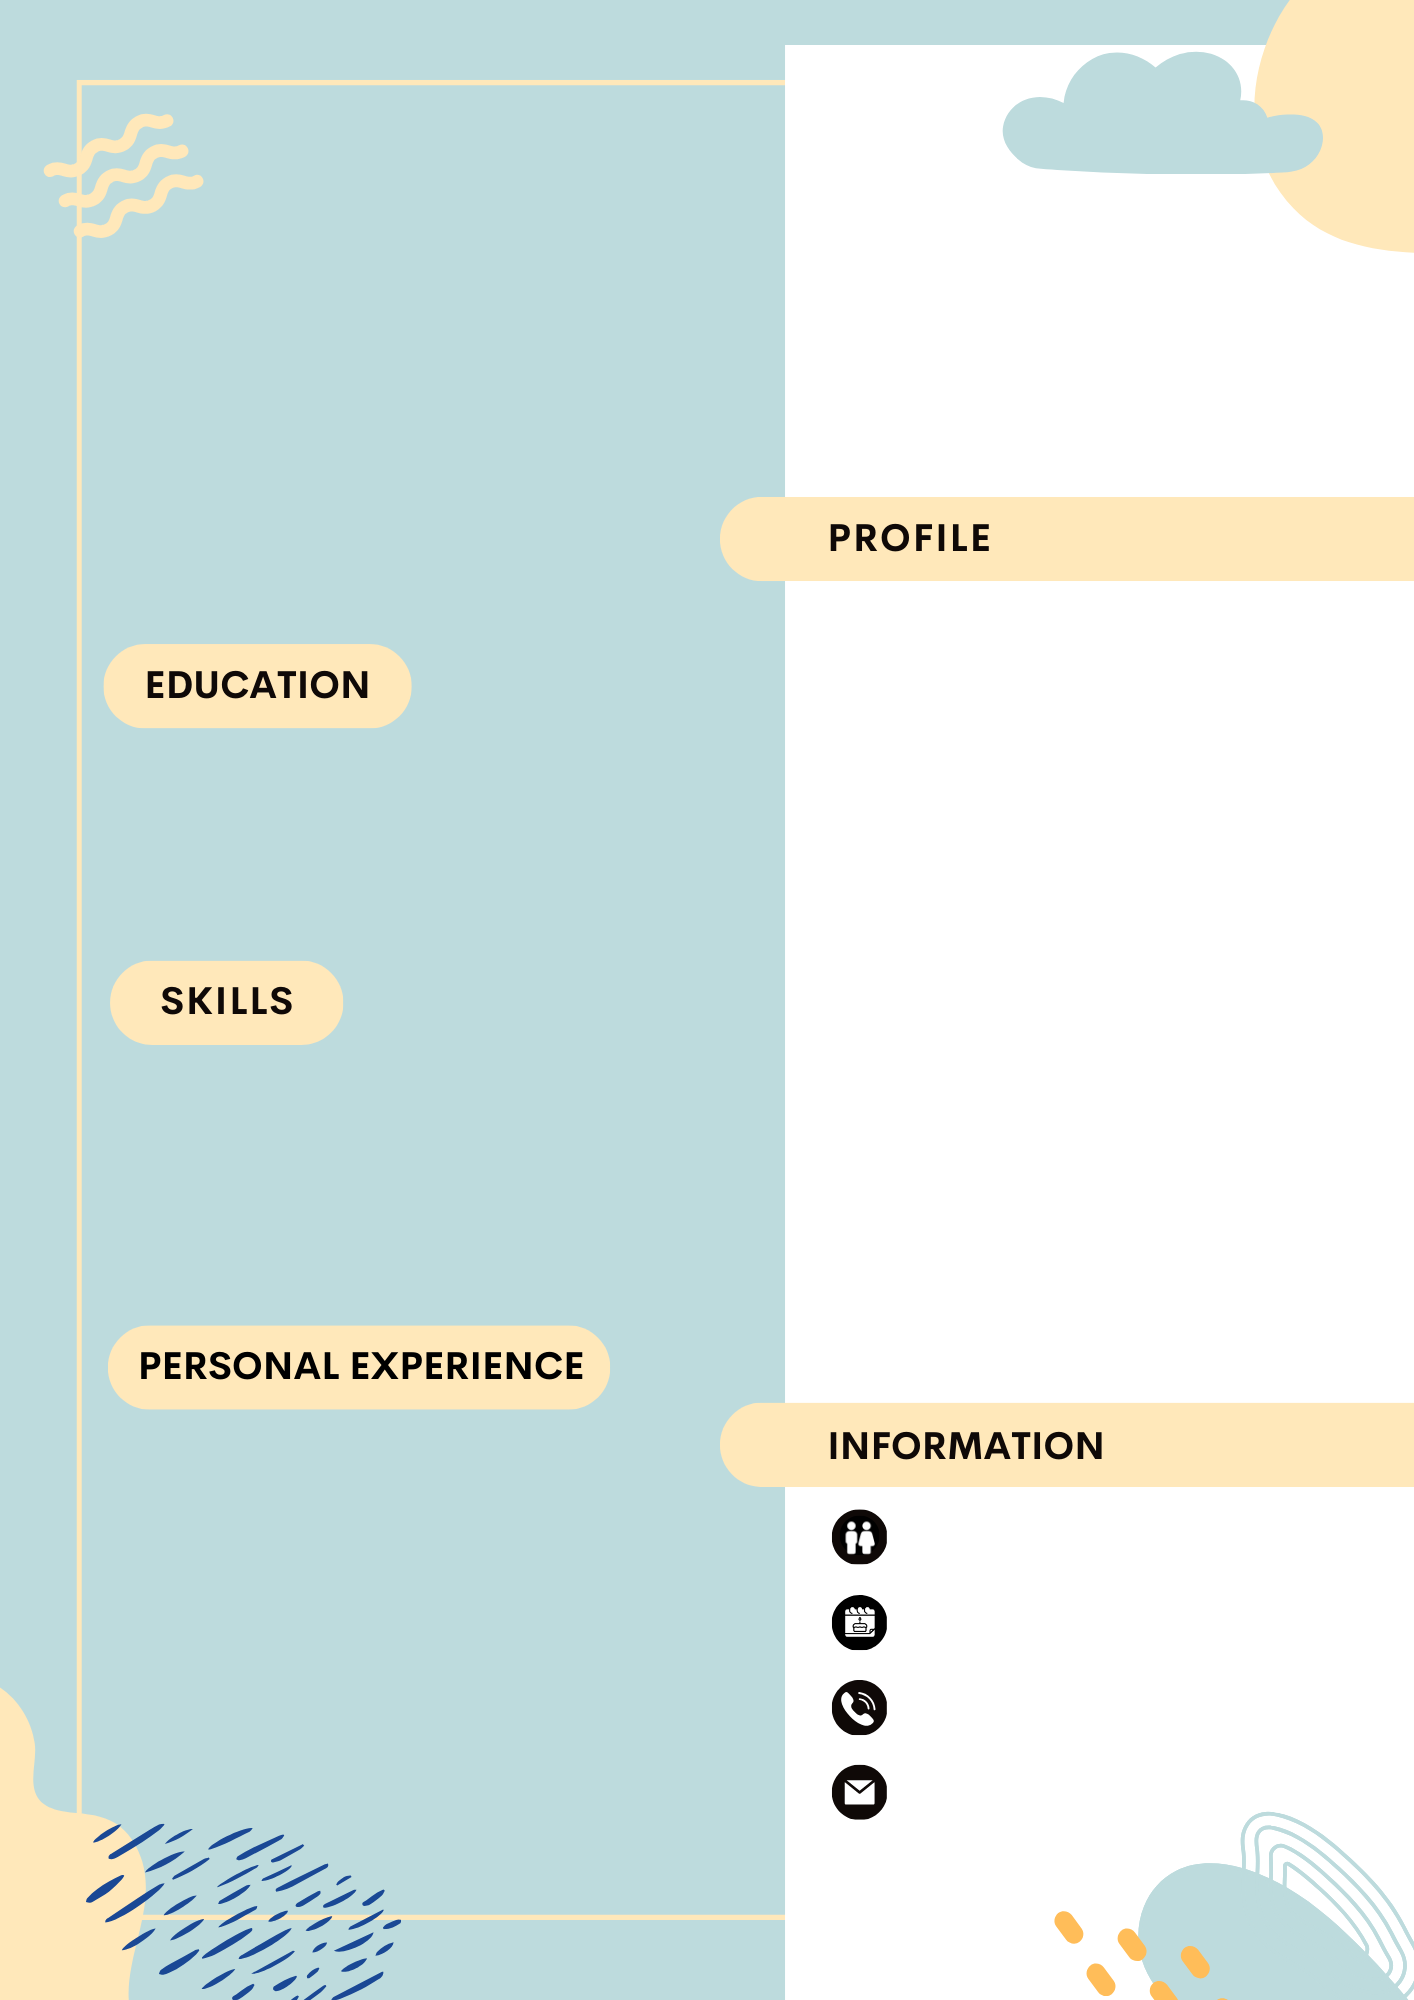 PROFILE
EDUCATION
SKILLS
PERSONAL EXPERIENCE
INFORMATION